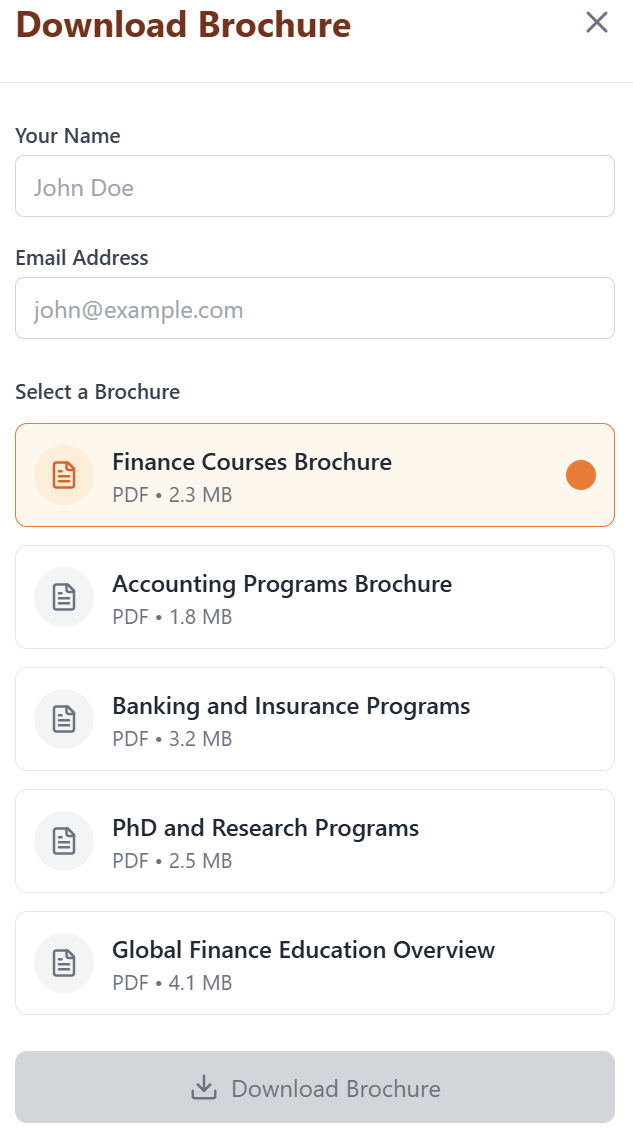 Download Brochure
Your Name
John Doe
Email Address
john@example.com
Select a Brochure
Finance Courses Brochure
PDF • 2.3 MB
Accounting Programs Brochure
PDF • 1.8 MB
Banking and Insurance Programs
PDF • 3.2 MB
PhD and Research Programs
PDF • 2.5 MB
Global Finance Education Overview
PDF • 4.1 MB
Download Brochure